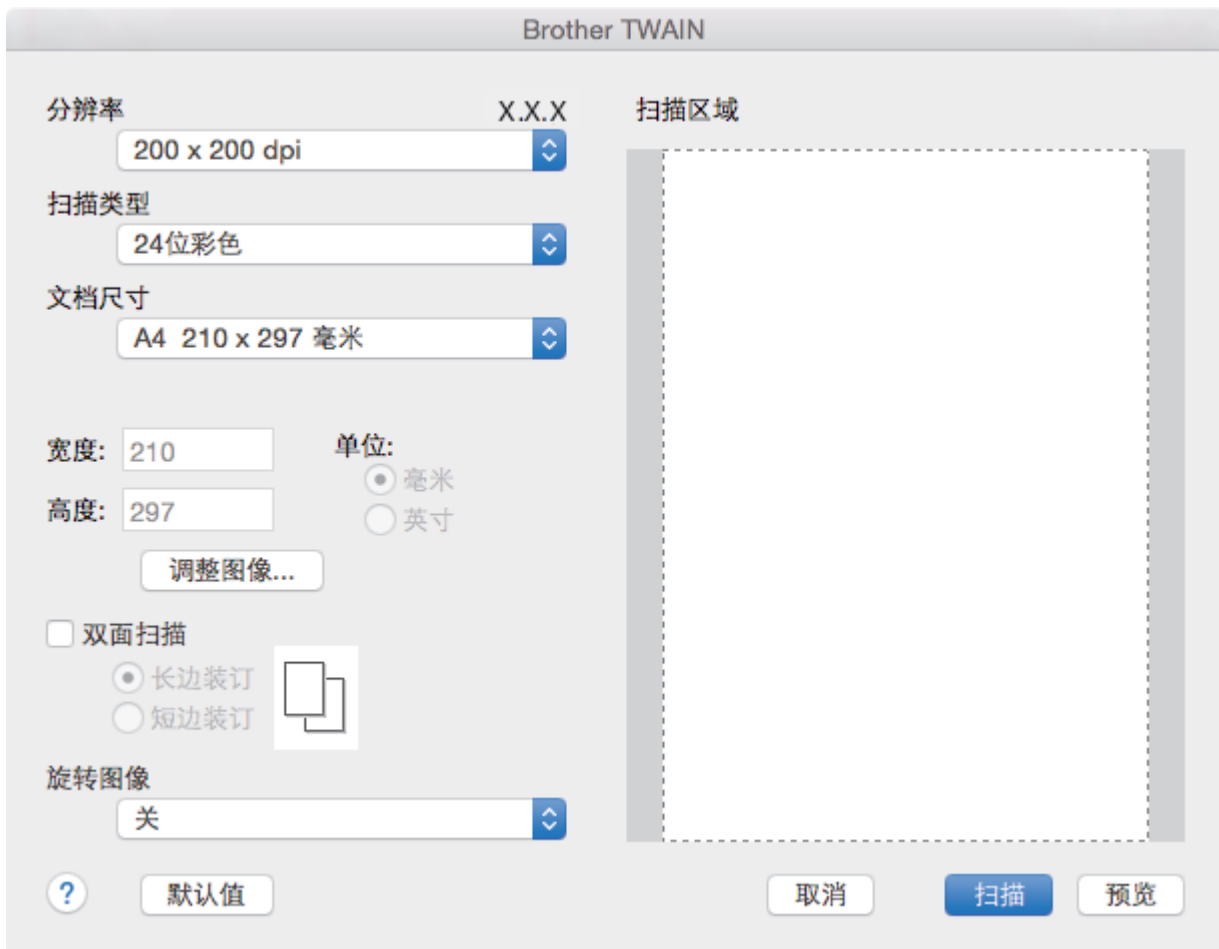 Brother TWAIN
分辨率 X.X.X
200 x 200 dpi
扫描类型
24位彩色
文档尺寸
A4 210 x 297 毫米
宽度: 210
高度: 297
单位:
毫米
英寸
调整图像...
双面扫描
长边装订
短边装订
旋转图像
关
扫描区域
? 默认值 取消 扫描 预览